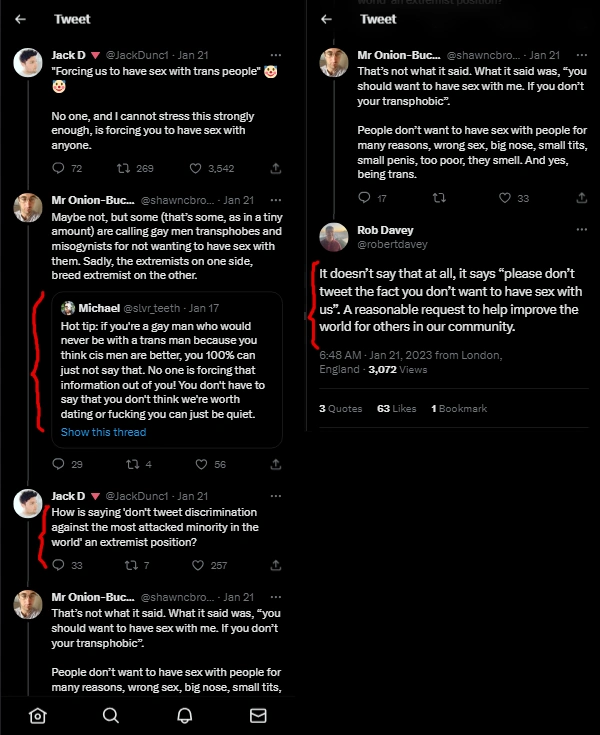 Tweet
Jack D 🔻 @JackDunc1 · Jan 21
"Forcing us to have sex with trans people" 🤡
🤡
No one, and I cannot stress this strongly
enough, is forcing you to have sex with
anyone.
72 269 3,542
Mr Onion-Buc... @shawncbro... · Jan 21
Maybe not, but some (that's some, as in a tiny
amount) are calling gay men transphobes and
misogynists for not wanting to have sex with
them. Sadly, the extremists on one side,
breed extremist on the other.
Michael @slvr_teeth · Jan 17
Hot tip: if you're a gay man who would
never be with a trans man because you
think cis men are better, you 100% can
just not say that. No one is forcing that
information out of you! You don't have to
say that you don't think we're worth
dating or fucking you can just be quiet.
Show this thread
29 4 56
Jack D 🔻 @JackDunc1 · Jan 21
How is saying 'don't tweet discrimination
against the most attacked minority in the
world' an extremist position?
33 7 257
Mr Onion-Buc... @shawncbro... · Jan 21
That's not what it said. What it said was, “you
should want to have sex with me. If you don't
your transphobic”.
People don't want to have sex with people for
many reasons, wrong sex, big nose, small tits,
Tweet
Mr Onion-Buc... @shawncbro... · Jan 21
That's not what it said. What it said was, “you
should want to have sex with me. If you don't
your transphobic”.
People don't want to have sex with people for
many reasons, wrong sex, big nose, small tits,
small penis, too poor, they smell. And yes,
being trans.
17 33
Rob Davey
@robertdavey
It doesn't say that at all, it says “please don't
tweet the fact you don't want to have sex with
us”. A reasonable request to help improve the
world for others in our community.
6:48 AM · Jan 21, 2023 from London,
England · 3,072 Views
3 Quotes 63 Likes 1 Bookmark